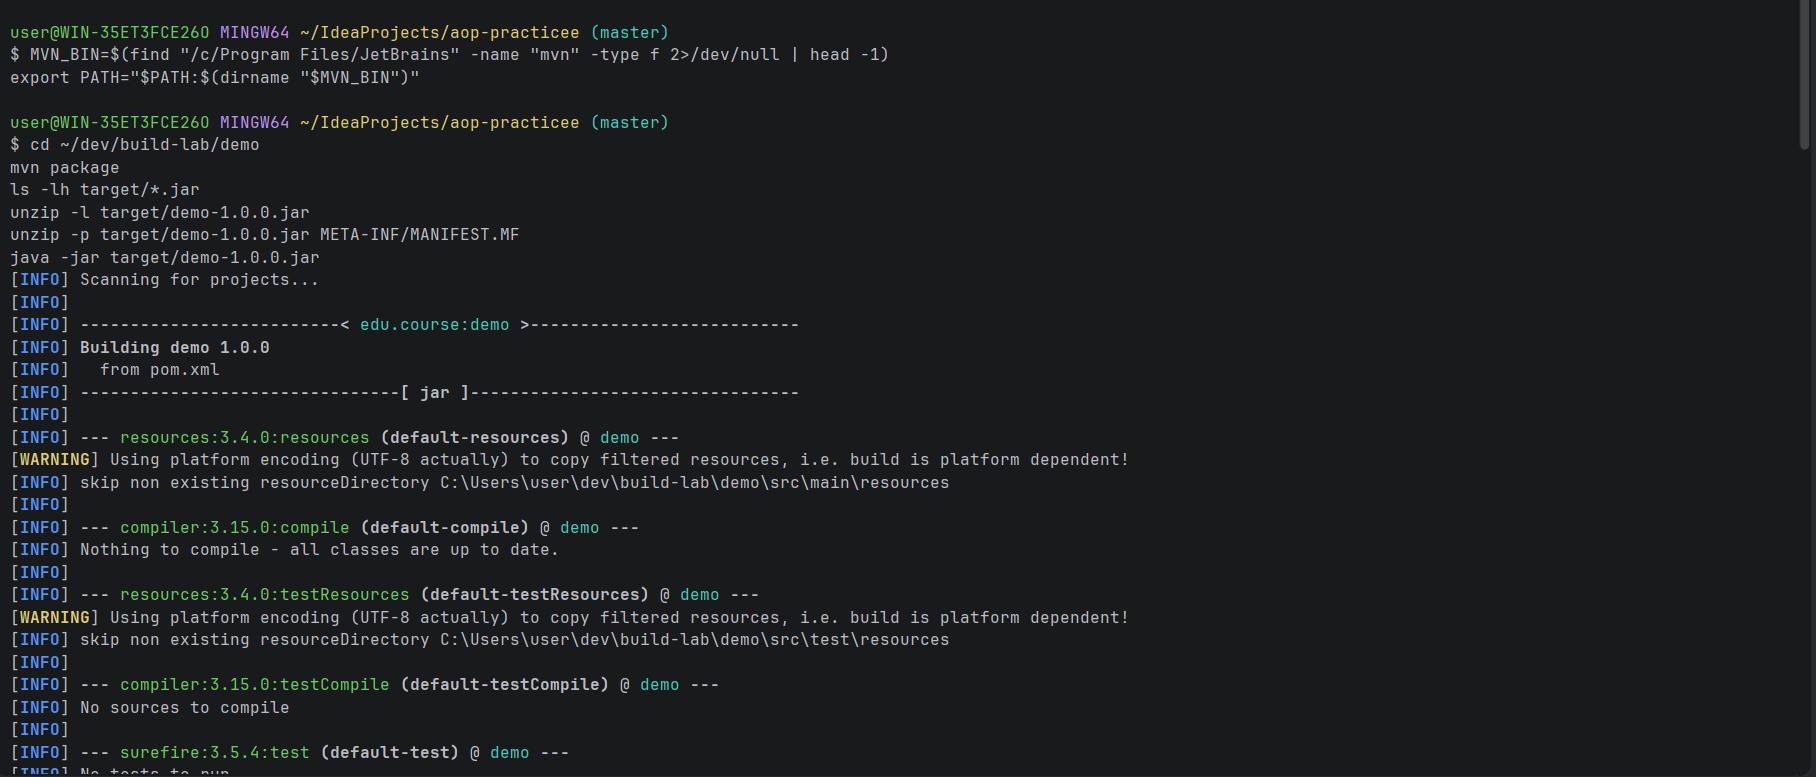 user@WIN-35ET3FCE26O MINGW64 ~/IdeaProjects/aop-practicee (master)
$ MVN_BIN=$(find "/c/Program Files/JetBrains" -name "mvn" -type f 2>/dev/null | head -1)
export PATH="$PATH:$(dirname "$MVN_BIN")"
user@WIN-35ET3FCE26O MINGW64 ~/IdeaProjects/aop-practicee (master)
$ cd ~/dev/build-lab/demo
mvn package
ls -lh target/*.jar
unzip -l target/demo-1.0.0.jar
unzip -p target/demo-1.0.0.jar META-INF/MANIFEST.MF
java -jar target/demo-1.0.0.jar
[INFO] Scanning for projects...
[INFO]
[INFO] --------------------------< edu.course:demo >---------------------------
[INFO] Building demo 1.0.0
[INFO]   from pom.xml
[INFO] --------------------------------[ jar ]---------------------------------
[INFO]
[INFO] --- resources:3.4.0:resources (default-resources) @ demo ---
[WARNING] Using platform encoding (UTF-8 actually) to copy filtered resources, i.e. build is platform dependent!
[INFO] skip non existing resourceDirectory C:\Users\user\dev\build-lab\demo\src\main\resources
[INFO]
[INFO] --- compiler:3.15.0:compile (default-compile) @ demo ---
[INFO] Nothing to compile - all classes are up to date.
[INFO]
[INFO] --- resources:3.4.0:testResources (default-testResources) @ demo ---
[WARNING] Using platform encoding (UTF-8 actually) to copy filtered resources, i.e. build is platform dependent!
[INFO] skip non existing resourceDirectory C:\Users\user\dev\build-lab\demo\src\test\resources
[INFO]
[INFO] --- compiler:3.15.0:testCompile (default-testCompile) @ demo ---
[INFO] No sources to compile
[INFO]
[INFO] --- surefire:3.5.4:test (default-test) @ demo ---
[INFO] No tests to run